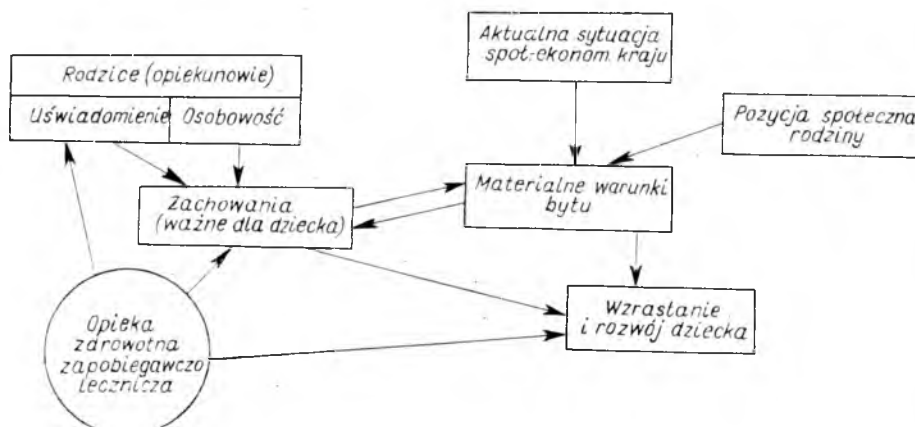 Aktualna sytuacja
społ-ekonom kraju
Rodzice (opiekunowie)
Uświadomienie
Osobowość
Pozycja społeczna
rodziny
Zachowania
(ważne dla dziecka)
Materialne warunki
bytu
Wzrastanie
i rozwój dziecka
Opieka
zdrowotna
zapobiegawczo
lecznicza